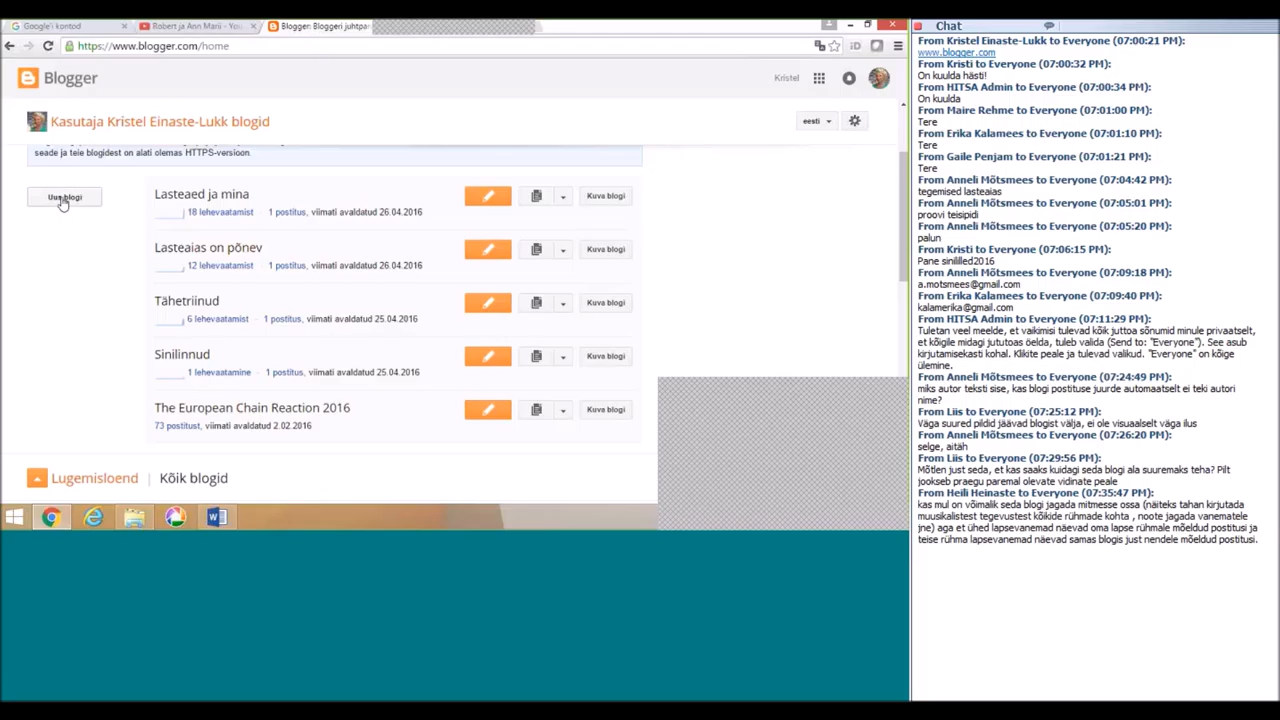 Google'i kontod
Robert ja Ann Marii - You
Blogger: Bloggeri juhtpa
https://www.blogger.com/home
iD
Blogger
Kristel
Kasutaja Kristel Einaste-Lukk blogid
eesti
seade ja teie blogidest on alati olemas HTTPS-versioon.
Uus blogi
Lasteaed ja mina
Kuva blogi
18 lehevaatamist 1 postitus, viimati avaldatud 26.04.2016
Lasteaias on põnev
Kuva blogi
12 lehevaatamist 1 postitus, viimati avaldatud 26.04.2016
Tähetriinud
Kuva blogi
6 lehevaatamist 1 postitus, viimati avaldatud 25.04.2016
Sinilinnud
Kuva blogi
1 lehevaatamine 1 postitus, viimati avaldatud 25.04.2016
The European Chain Reaction 2016
Kuva blogi
73 postitust, viimati avaldatud 2.02.2016
Lugemisloend | Kõik blogid
Chat
From Kristel Einaste-Lukk to Everyone (07:00:21 PM):
www.blogger.com
From Kristi to Everyone (07:00:32 PM):
On kuulda hästi!
From HITSA Admin to Everyone (07:00:34 PM):
On kuulda
From Maire Rehme to Everyone (07:01:00 PM):
Tere
From Erika Kalamees to Everyone (07:01:10 PM):
Tere
From Gaile Penjam to Everyone (07:01:21 PM):
Tere
From Anneli Mõtsmees to Everyone (07:04:42 PM):
tegemised lasteaias
From Anneli Mõtsmees to Everyone (07:05:01 PM):
proovi teisipidi
From Anneli Mõtsmees to Everyone (07:05:20 PM):
palun
From Kristi to Everyone (07:06:15 PM):
Pane sinililled2016
From Anneli Mõtsmees to Everyone (07:09:18 PM):
a.motsmees@gmail.com
From Erika Kalamees to Everyone (07:09:40 PM):
kalamerika@gmail.com
From HITSA Admin to Everyone (07:11:29 PM):
Tuletan veel meelde, et vaikimisi tulevad kõik juttoa sõnumid minule privaatselt,
et kõigile midagi jututoas öelda, tuleb valida (Send to: "Everyone"). See asub
kirjutamisekasti kohal. Klikite peale ja tulevad valikud. "Everyone" on kõige
ülemine.
From Anneli Mõtsmees to Everyone (07:24:49 PM):
miks autor teksti sise, kas blogi postituse juurde automaatselt ei teki autori
nime?
From Liis to Everyone (07:25:12 PM):
Väga suured pildid jäävad blogist välja, ei ole visuaalselt väga ilus
From Anneli Mõtsmees to Everyone (07:26:20 PM):
selge, aitäh
From Liis to Everyone (07:29:56 PM):
Mõtlen just seda, et kas saaks kuidagi seda blogi ala suuremaks teha? Pilt
jookseb praegu paremal olevate vidinate peale
From Heili Heinaste to Everyone (07:35:47 PM):
kas mul on võimalik seda blogi jagada mitmesse ossa (näiteks tahan kirjutada
muusikalistest tegevustest kõikide rühmade kohta , noote jagada vanematele
jne) aga et ühed lapsevanemad näevad oma lapse rühmale mõeldud postitusi ja
teise rühma lapsevanemad näevad samas blogis just nendele mõeldud postitusi.